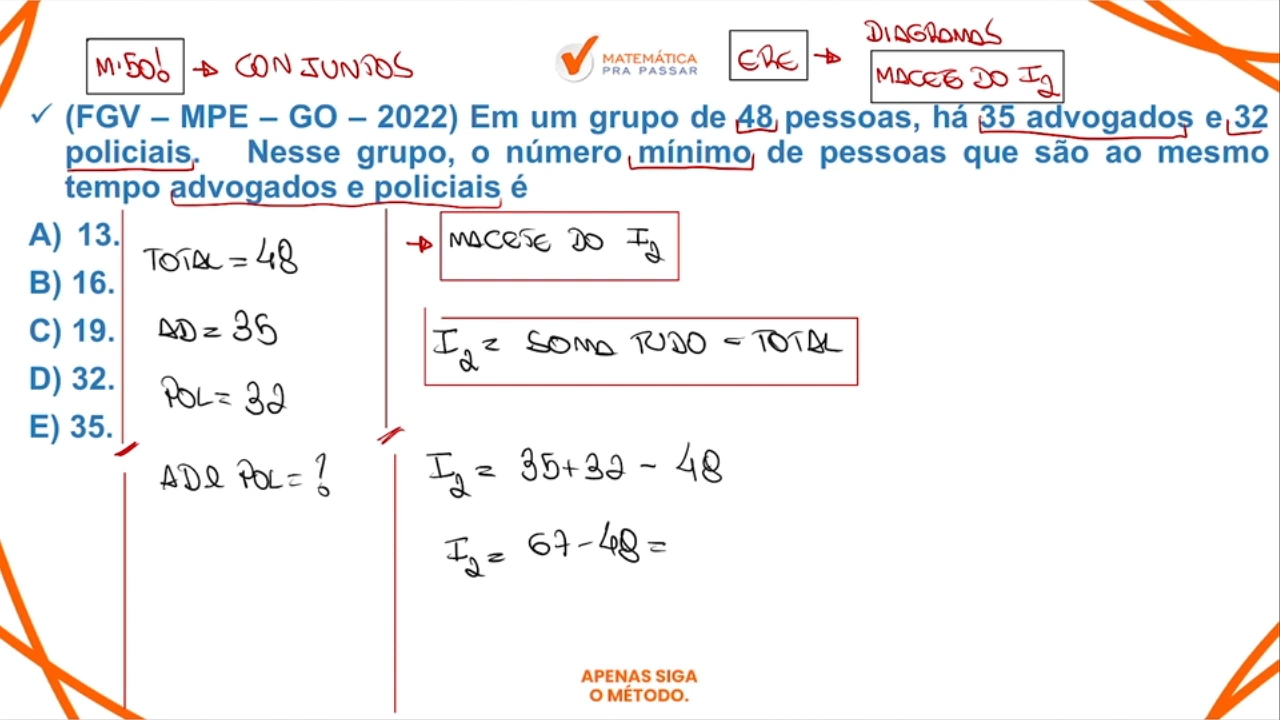 M.50! → CONJUNTOS
MATEMÁTICA
PRA PASSAR
ERE →
DIAGRAMAS
MACETE DO I2
✓ (FGV – MPE – GO – 2022) Em um grupo de 48 pessoas, há 35 advogados e 32
policiais. Nesse grupo, o número mínimo de pessoas que são ao mesmo
tempo advogados e policiais é
A) 13.
B) 16.
C) 19.
D) 32.
E) 35.
TOTAL = 48
AD = 35
POL = 32
AD e POL = ?
→ MACETE DO I2
I2 = SOMA TUDO - TOTAL
I2 = 35+32 - 48
I2 = 67-48 =
APENAS SIGA
O MÉTODO.